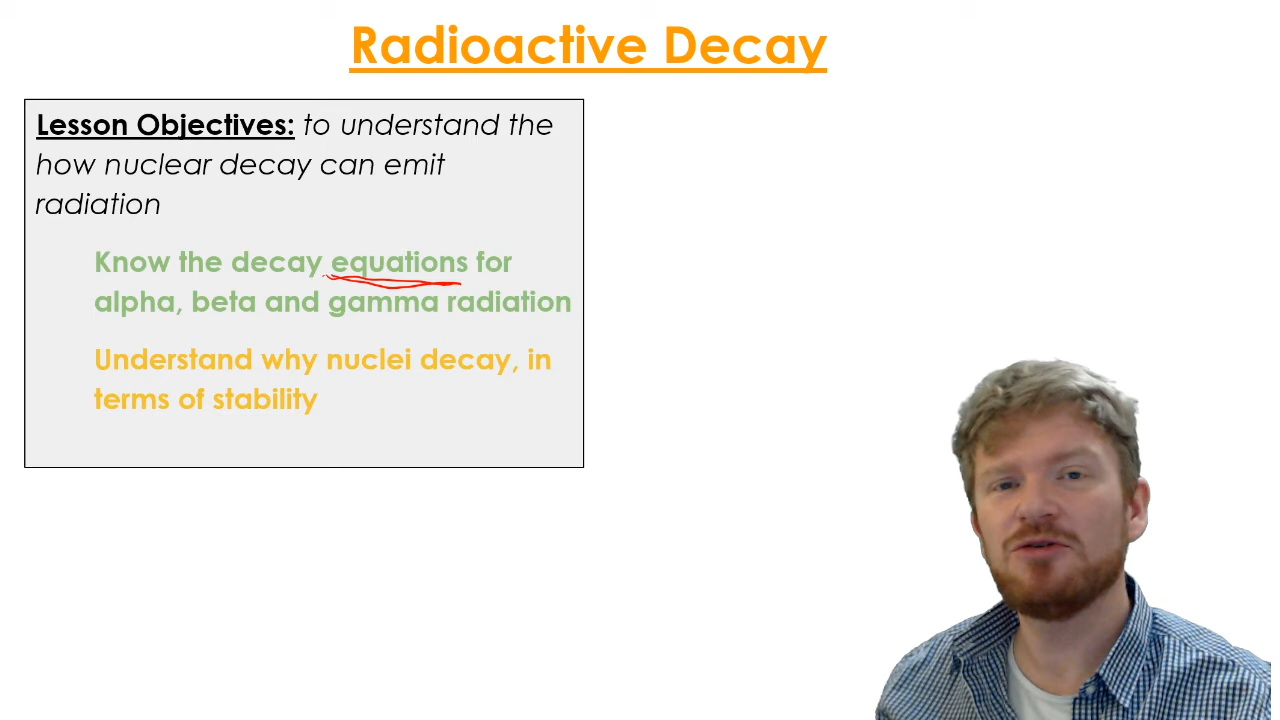 Radioactive Decay
Lesson Objectives: to understand the
how nuclear decay can emit
radiation
Know the decay equations for
alpha, beta and gamma radiation
Understand why nuclei decay, in
terms of stability